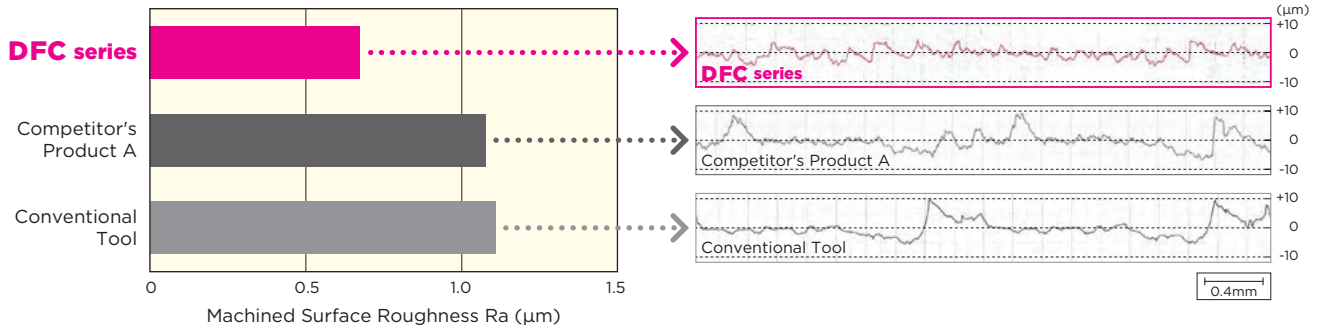 DFC series
Competitor's
Product A
Conventional
Tool
0
0.5
1.0
1.5
Machined Surface Roughness Ra (μm)
(μm)
+10
0
-10
DFC series
+10
0
-10
Competitor's Product A
+10
0
-10
Conventional Tool
0.4mm